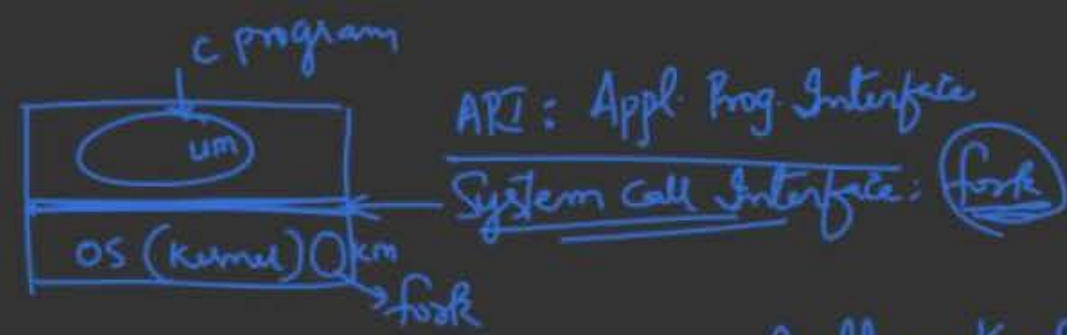 C program
API : Appl. Prog. Interface
um
System Call Interface : fork
OS (Kernel) km
fork